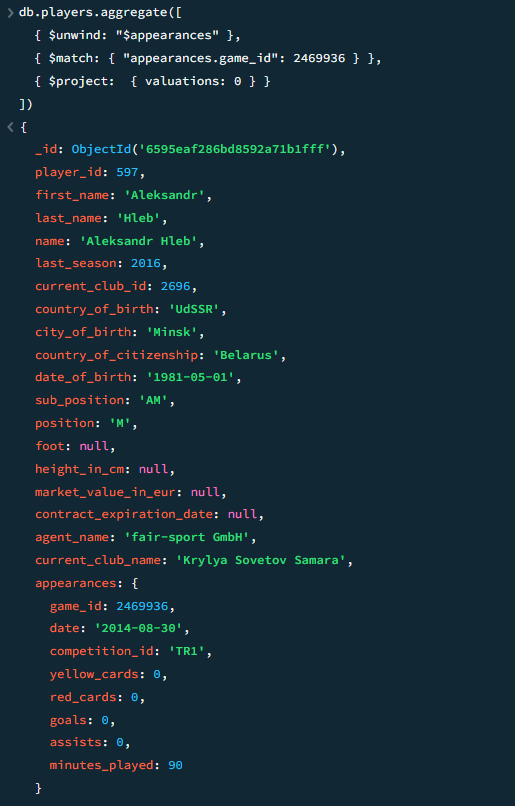 db.players.aggregate([
{ $unwind: "$appearances" },
{ $match: { "appearances.game_id": 2469936 } },
{ $project:  { valuations: 0 } }
])
{
_id: ObjectId('6595eaf286bd8592a71b1fff'),
player_id: 597,
first_name: 'Aleksandr',
last_name: 'Hleb',
name: 'Aleksandr Hleb',
last_season: 2016,
current_club_id: 2696,
country_of_birth: 'UdSSR',
city_of_birth: 'Minsk',
country_of_citizenship: 'Belarus',
date_of_birth: '1981-05-01',
sub_position: 'AM',
position: 'M',
foot: null,
height_in_cm: null,
market_value_in_eur: null,
contract_expiration_date: null,
agent_name: 'fair-sport GmbH',
current_club_name: 'Krylya Sovetov Samara',
appearances: {
game_id: 2469936,
date: '2014-08-30',
competition_id: 'TR1',
yellow_cards: 0,
red_cards: 0,
goals: 0,
assists: 0,
minutes_played: 90
}